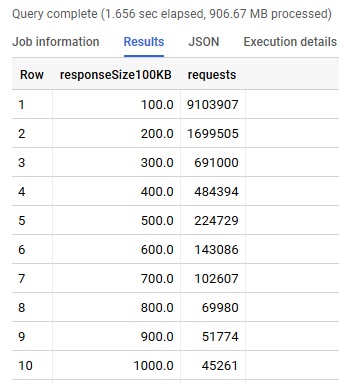 Query complete (1.656 sec elapsed, 906.67 MB processed)
Job information Results JSON Execution details
Row responseSize100KB requests
1 100.0 9103907
2 200.0 1699505
3 300.0 691000
4 400.0 484394
5 500.0 224729
6 600.0 143086
7 700.0 102607
8 800.0 69980
9 900.0 51774
10 1000.0 45261